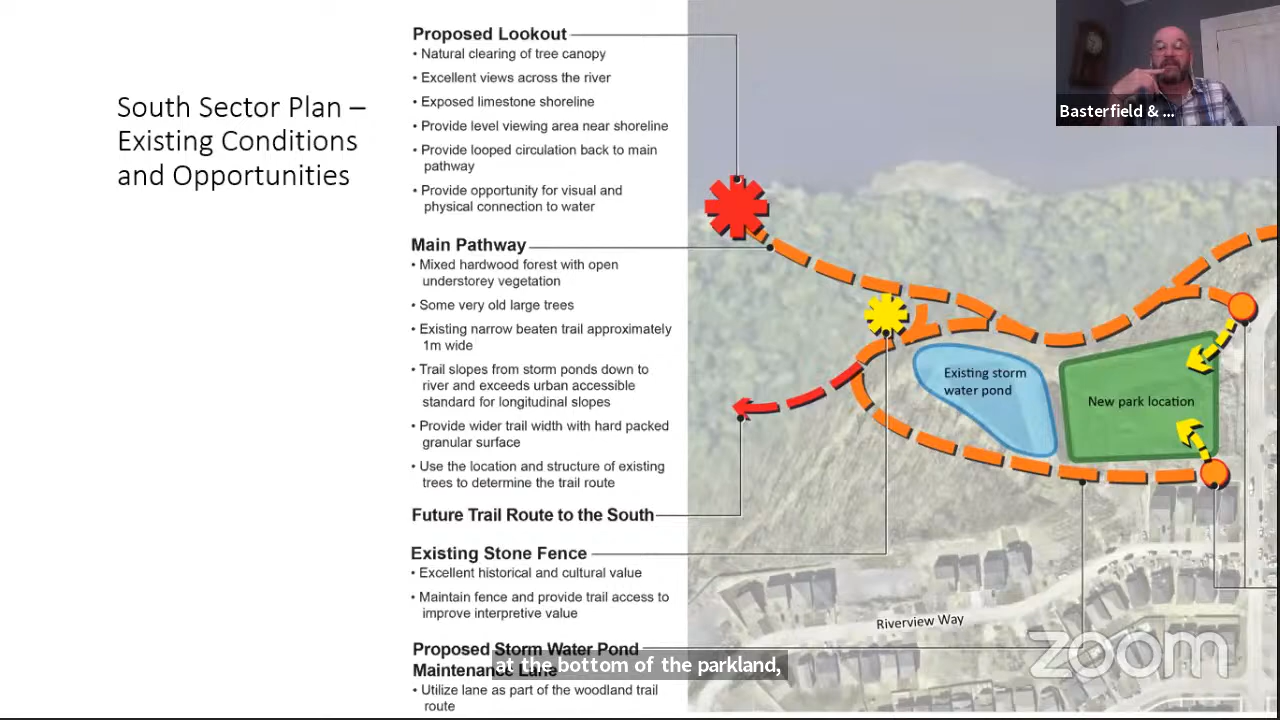 South Sector Plan –
Existing Conditions
and Opportunities
Proposed Lookout
• Natural clearing of tree canopy
• Excellent views across the river
• Exposed limestone shoreline
• Provide level viewing area near shoreline
• Provide looped circulation back to main
pathway
• Provide opportunity for visual and
physical connection to water
Main Pathway
• Mixed hardwood forest with open
understorey vegetation
• Some very old large trees
• Existing narrow beaten trail approximately
1m wide
• Trail slopes from storm ponds down to
river and exceeds urban accessible
standard for longitudinal slopes
• Provide wider trail width with hard packed
granular surface
• Use the location and structure of existing
trees to determine the trail route
Future Trail Route to the South
Existing Stone Fence
• Excellent historical and cultural value
• Maintain fence and provide trail access to
improve interpretive value
Proposed Storm Water Pond
Maintenance Lane
• Utilize lane as part of the woodland trail
route
Existing storm
water pond
New park location
Riverview Way
Basterfield & ...
at the bottom of the parkland,
zoom